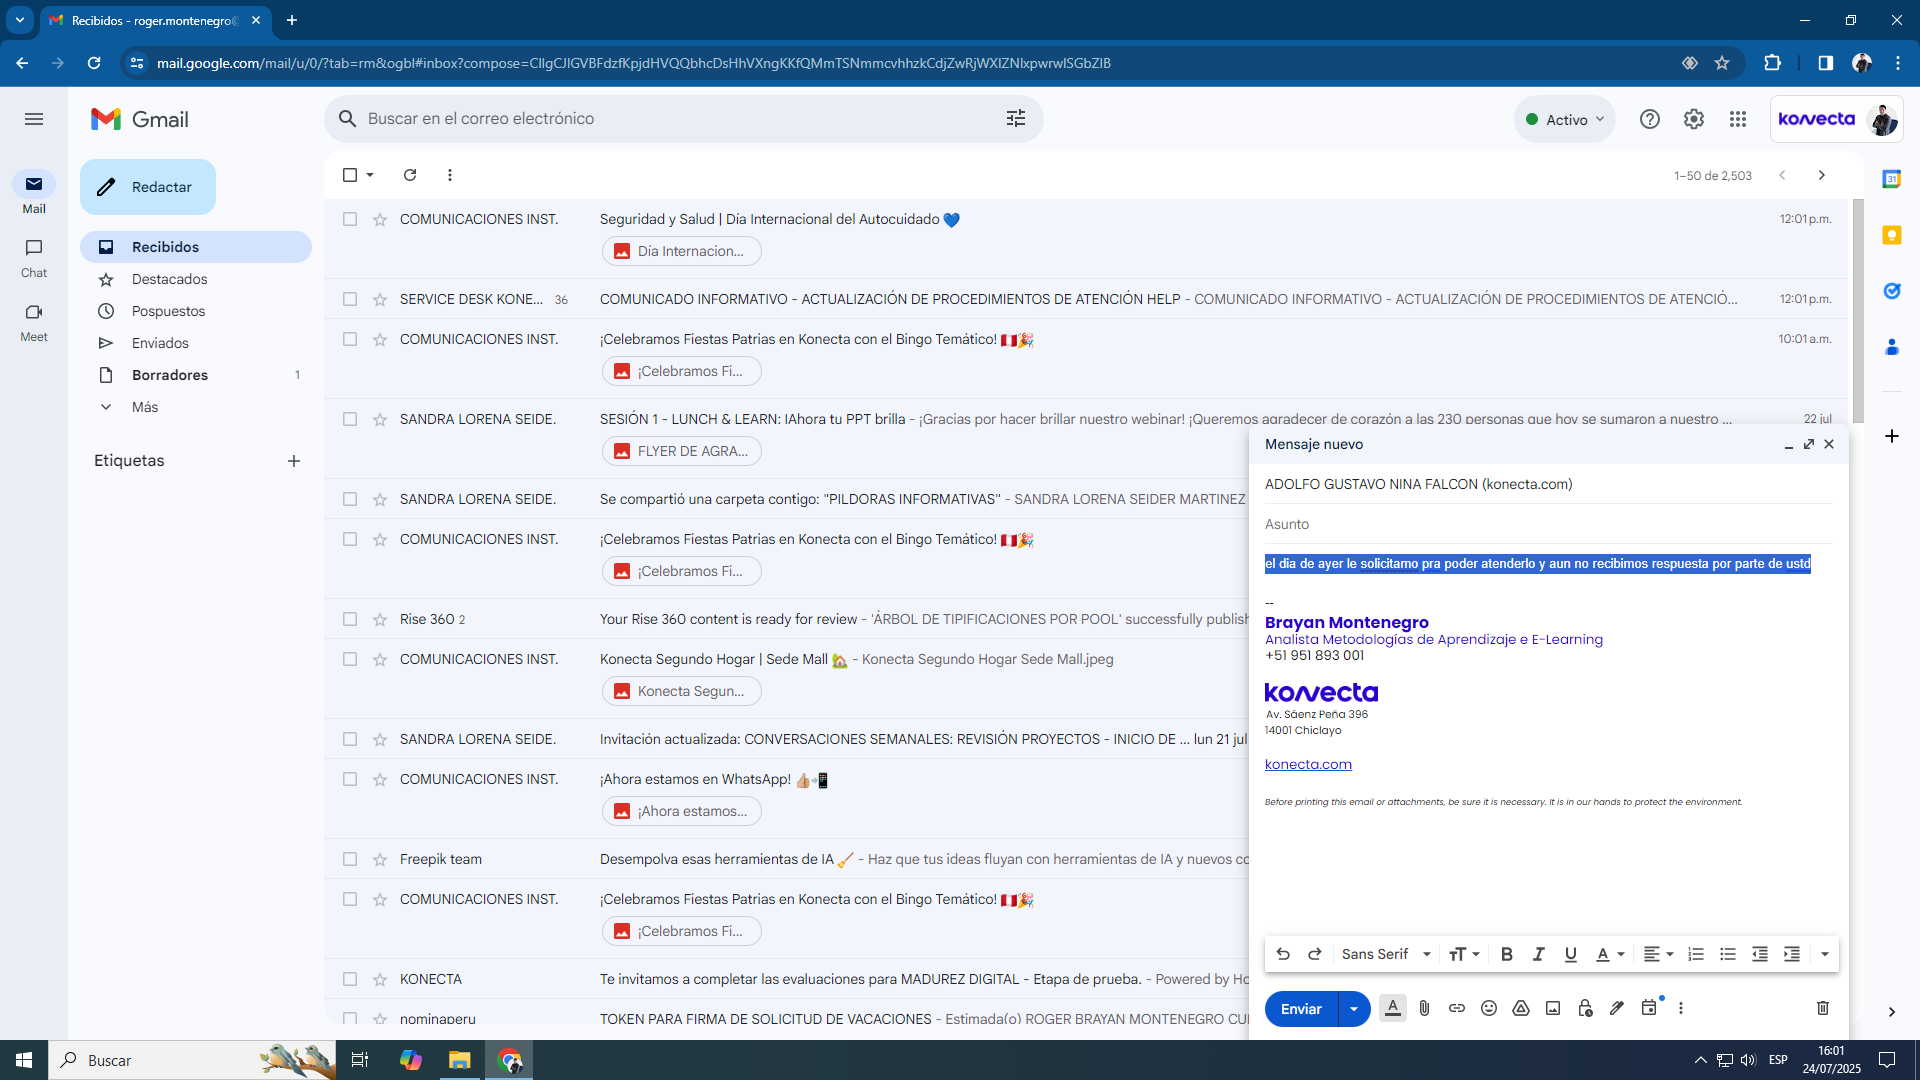 Recibidos - roger.montenegro@
mail.google.com/mail/u/0/?tab=rm&ogbl#inbox?compose=CllgCJlGVBFdzfKpjdHVQQbhcDsHhVXngKKfQMmTSNmmcvhhzkCdjZwRjWXlZNlxpwrwlSGbZlB
Gmail
Buscar en el correo electrónico
Activo
konecta
Redactar
1–50 de 2,503
Mail
Chat
Meet
Recibidos
Destacados
Pospuestos
Enviados
Borradores 1
Más
Etiquetas
COMUNICACIONES INST. Seguridad y Salud | Día Internacional del Autocuidado 💙 12:01 p.m.
Día Internacion...
SERVICE DESK KONE... 36 COMUNICADO INFORMATIVO - ACTUALIZACIÓN DE PROCEDIMIENTOS DE ATENCIÓN HELP - COMUNICADO INFORMATIVO - ACTUALIZACIÓN DE PROCEDIMIENTOS DE ATENCIÓ... 12:01 p.m.
COMUNICACIONES INST. ¡Celebramos Fiestas Patrias en Konecta con el Bingo Temático! 🇵🇪🎉 10:01 a.m.
¡Celebramos Fi...
SANDRA LORENA SEIDE. SESIÓN 1 - LUNCH & LEARN: IAhora tu PPT brilla - ¡Gracias por hacer brillar nuestro webinar! ¡Queremos agradecer de corazón a las 230 personas que hoy se sumaron a nuestro ... 22 jul
FLYER DE AGRA...
SANDRA LORENA SEIDE. Se compartió una carpeta contigo: "PILDORAS INFORMATIVAS" - SANDRA LORENA SEIDER MARTINEZ
COMUNICACIONES INST. ¡Celebramos Fiestas Patrias en Konecta con el Bingo Temático! 🇵🇪🎉
¡Celebramos Fi...
Rise 360 2 Your Rise 360 content is ready for review - 'ÁRBOL DE TIPIFICACIONES POR POOL' successfully publish
COMUNICACIONES INST. Konecta Segundo Hogar | Sede Mall 🏡 - Konecta Segundo Hogar Sede Mall.jpeg
Konecta Segun...
SANDRA LORENA SEIDE. Invitación actualizada: CONVERSACIONES SEMANALES: REVISIÓN PROYECTOS - INICIO DE ... lun 21 jul
COMUNICACIONES INST. ¡Ahora estamos en WhatsApp! 👍🏼📲
¡Ahora estamos...
Freepik team Desempolva esas herramientas de IA 🧹 - Haz que tus ideas fluyan con herramientas de IA y nuevos co
COMUNICACIONES INST. ¡Celebramos Fiestas Patrias en Konecta con el Bingo Temático! 🇵🇪🎉
¡Celebramos Fi...
KONECTA Te invitamos a completar las evaluaciones para MADUREZ DIGITAL - Etapa de prueba. - Powered by Ho
nominaperu TOKEN PARA FIRMA DE SOLICITUD DE VACACIONES - Estimada(o) ROGER BRAYAN MONTENEGRO CU
Mensaje nuevo
ADOLFO GUSTAVO NINA FALCON (konecta.com)
Asunto
el dia de ayer le solicitamo pra poder atenderlo y aun no recibimos respuesta por parte de ustd
--
Brayan Montenegro
Analista Metodologías de Aprendizaje e E-Learning
+51 951 893 001
konecta
Av. Sáenz Peña 396
14001 Chiclayo
konecta.com
Before printing this email or attachments, be sure it is necessary. It is in our hands to protect the environment.
Sans Serif
Enviar
Buscar
ESP
16:01
24/07/2025